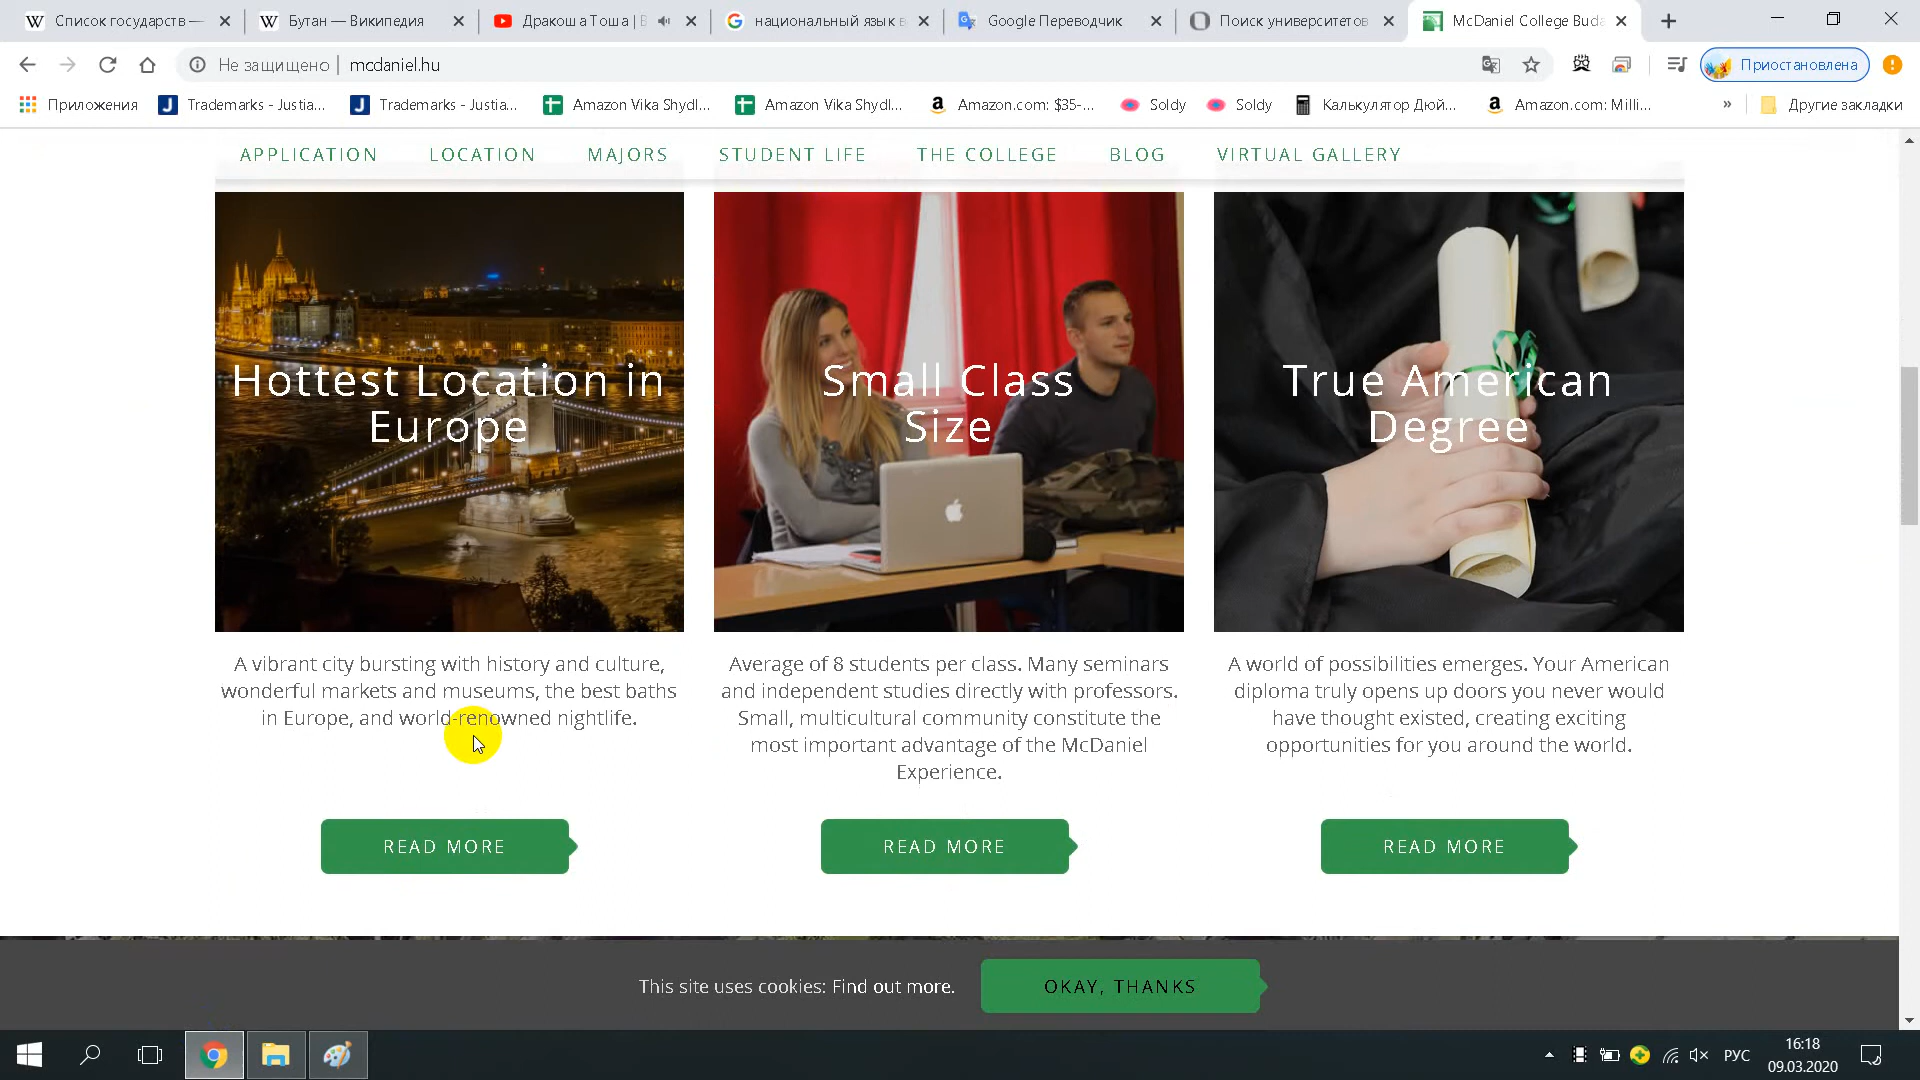 Список государств —
Бутан — Википедия
Дракоша Тоша | В
национальный язык в
Google Переводчик
Поиск университетов
McDaniel College Buda
Не защищено | mcdaniel.hu
Приостановлена
Приложения
Trademarks - Justia...
Trademarks - Justia...
Amazon Vika Shydl...
Amazon Vika Shydl...
Amazon.com: $35-...
Soldy
Soldy
Калькулятор Дюй...
Amazon.com: Milli...
»
Другие закладки
APPLICATION
LOCATION
MAJORS
STUDENT LIFE
THE COLLEGE
BLOG
VIRTUAL GALLERY
Hottest Location in
Europe
A vibrant city bursting with history and culture,
wonderful markets and museums, the best baths
in Europe, and world-renowned nightlife.
READ MORE
Small Class
Size
Average of 8 students per class. Many seminars
and independent studies directly with professors.
Small, multicultural community constitute the
most important advantage of the McDaniel
Experience.
READ MORE
True American
Degree
A world of possibilities emerges. Your American
diploma truly opens up doors you never would
have thought existed, creating exciting
opportunities for you around the world.
READ MORE
This site uses cookies: Find out more.
OKAY, THANKS
РУС
16:18
09.03.2020